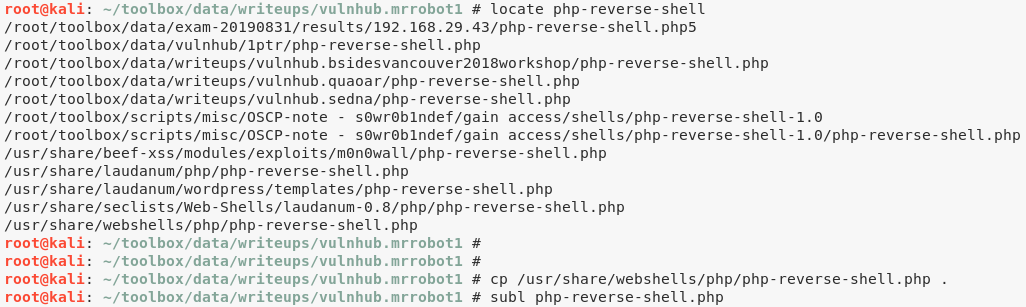 root@kali: ~/toolbox/data/writeups/vulnhub.mrrobot1 # locate php-reverse-shell
/root/toolbox/data/exam-20190831/results/192.168.29.43/php-reverse-shell.php5
/root/toolbox/data/vulnhub/1ptr/php-reverse-shell.php
/root/toolbox/data/writeups/vulnhub.bsidesvancouver2018workshop/php-reverse-shell.php
/root/toolbox/data/writeups/vulnhub.quaoar/php-reverse-shell.php
/root/toolbox/data/writeups/vulnhub.sedna/php-reverse-shell.php
/root/toolbox/scripts/misc/OSCP-note - s0wr0b1ndef/gain access/shells/php-reverse-shell-1.0
/root/toolbox/scripts/misc/OSCP-note - s0wr0b1ndef/gain access/shells/php-reverse-shell-1.0/php-reverse-shell.php
/usr/share/beef-xss/modules/exploits/m0n0wall/php-reverse-shell.php
/usr/share/laudanum/php/php-reverse-shell.php
/usr/share/laudanum/wordpress/templates/php-reverse-shell.php
/usr/share/seclists/Web-Shells/laudanum-0.8/php/php-reverse-shell.php
/usr/share/webshells/php/php-reverse-shell.php
root@kali: ~/toolbox/data/writeups/vulnhub.mrrobot1 #
root@kali: ~/toolbox/data/writeups/vulnhub.mrrobot1 #
root@kali: ~/toolbox/data/writeups/vulnhub.mrrobot1 # cp /usr/share/webshells/php/php-reverse-shell.php .
root@kali: ~/toolbox/data/writeups/vulnhub.mrrobot1 # subl php-reverse-shell.php